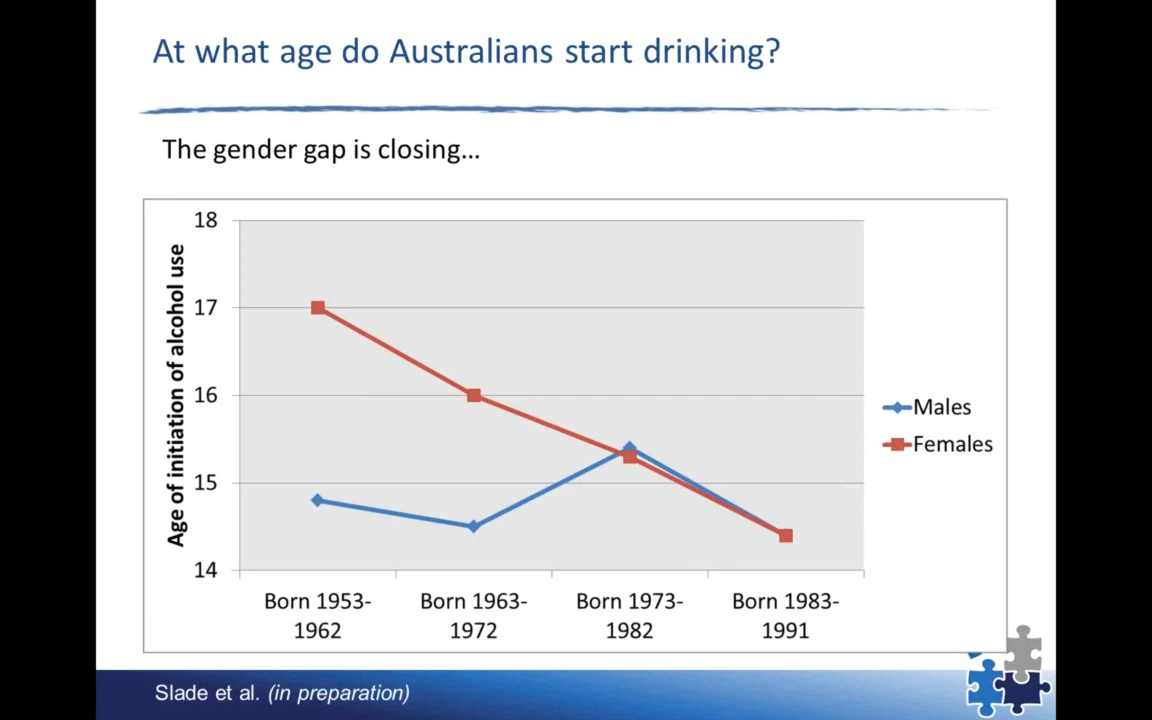 At what age do Australians start drinking?
The gender gap is closing...
Age of initiation of alcohol use
18
17
16
15
14
Born 1953-
1962
Born 1963-
1972
Born 1973-
1982
Born 1983-
1991
Males
Females
Slade et al. (in preparation)